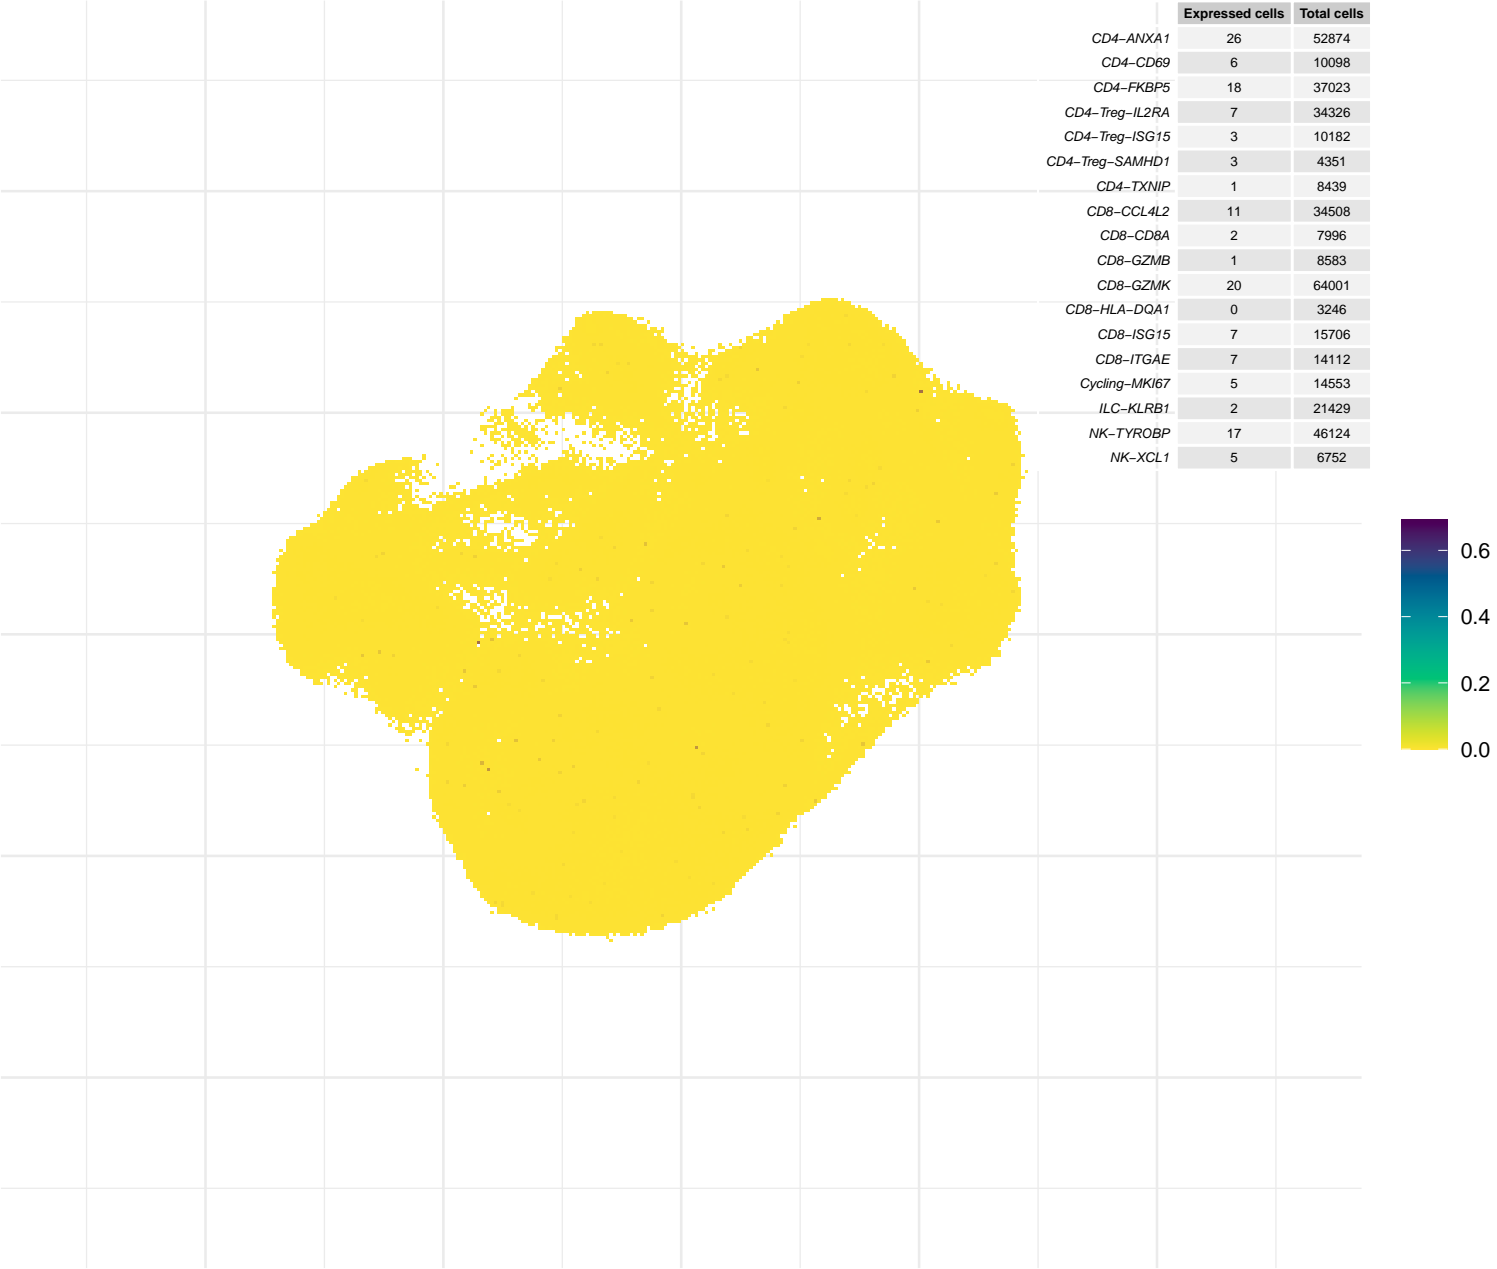 Expressed cells Total cells
CD4−ANXA1 26 52874
CD4−CD69 6 10098
CD4−FKBP5 18 37023
CD4−Treg−IL2RA 7 34326
CD4−Treg−ISG15 3 10182
CD4−Treg−SAMHD1 3 4351
CD4−TXNIP 1 8439
CD8−CCL4L2 11 34508
CD8−CD8A 2 7996
CD8−GZMB 1 8583
CD8−GZMK 20 64001
CD8−HLA−DQA1 0 3246
CD8−ISG15 7 15706
CD8−ITGAE 7 14112
Cycling−MKI67 5 14553
ILC−KLRB1 2 21429
NK−TYROBP 17 46124
NK−XCL1 5 6752
0.6
0.4
0.2
0.0